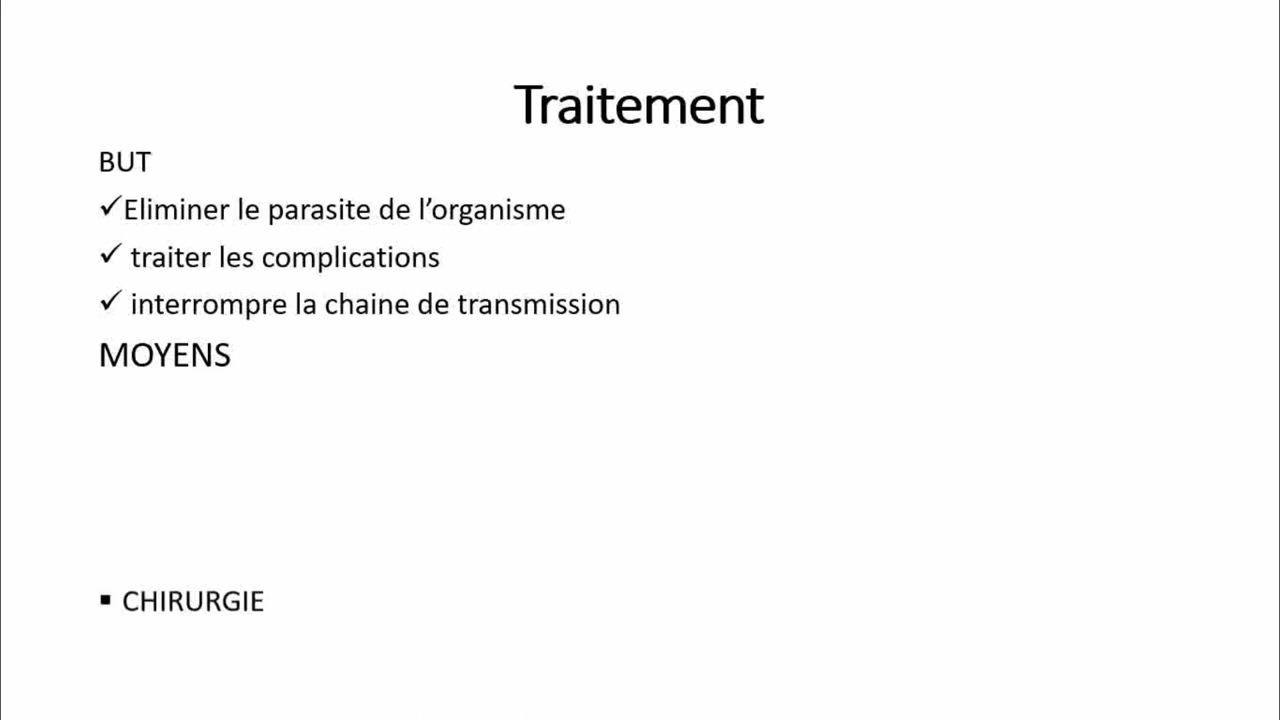 Traitement
BUT
✓Eliminer le parasite de l’organisme
✓ traiter les complications
✓ interrompre la chaine de transmission
MOYENS
▪ CHIRURGIE